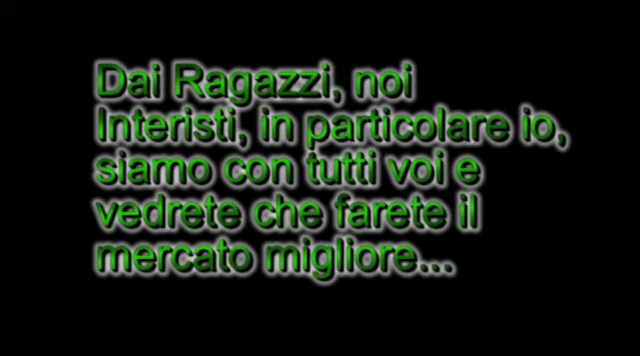 Dai Ragazzi, noi
Interisti, in particolare io,
siamo con tutti voi e
vedrete che farete il
mercato migliore...